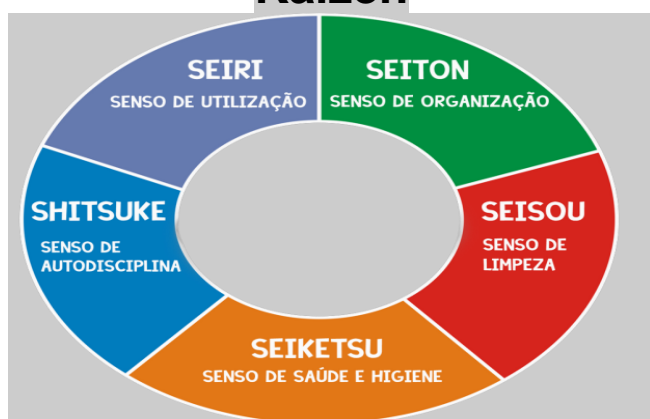 Kaizen
SEIRI
SENSO DE UTILIZAÇÃO
SEITON
SENSO DE ORGANIZAÇÃO
SEISOU
SENSO DE
LIMPEZA
SEIKETSU
SENSO DE SAÚDE E HIGIENE
SHITSUKE
SENSO DE
AUTODISCIPLINA